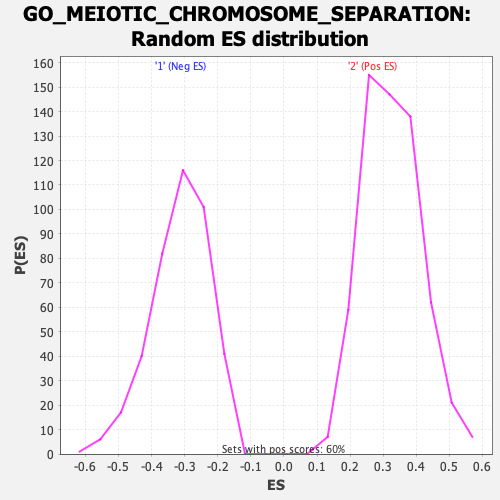 GO_MEIOTIC_CHROMOSOME_SEPARATION:
Random ES distribution
'1' (Neg ES)
'2' (Pos ES)
160
150
140
130
120
110
100
90
80
70
60
50
40
30
20
10
0
P(ES)
Sets with pos scores: 60%
-0.6 -0.5 -0.4 -0.3 -0.2 -0.1 0.0 0.1 0.2 0.3 0.4 0.5 0.6
ES